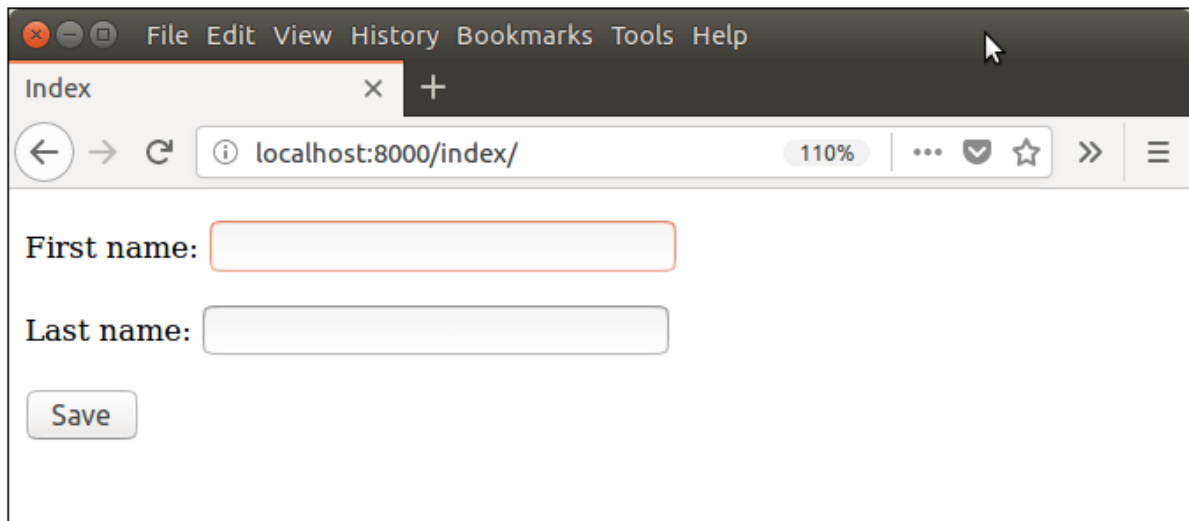 File Edit View History Bookmarks Tools Help
Index
localhost:8000/index/ 110%
First name:
Last name:
Save